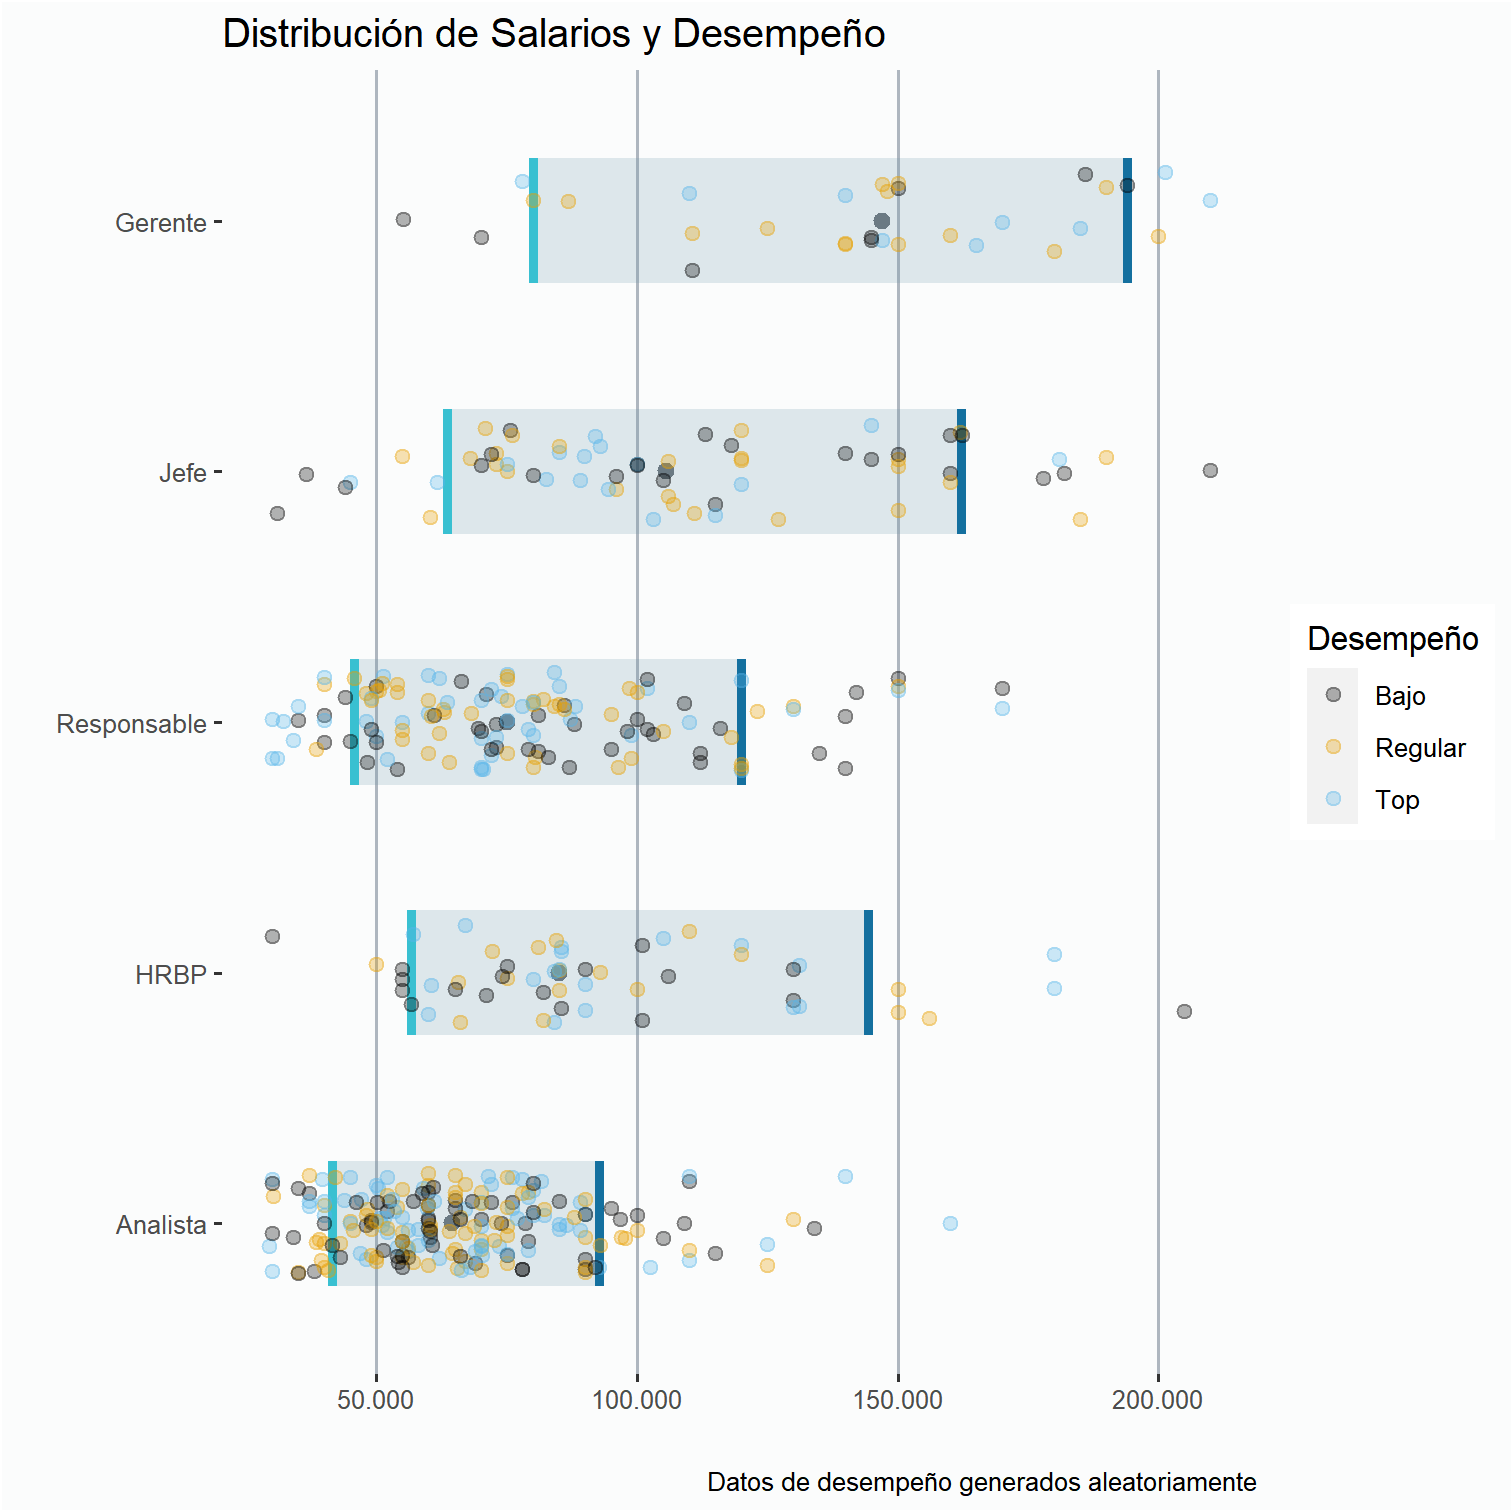 Distribución de Salarios y Desempeño
Gerente
Jefe
Responsable
HRBP
Analista
50.000
100.000
150.000
200.000
Desempeño
Bajo
Regular
Top
Datos de desempeño generados aleatoriamente